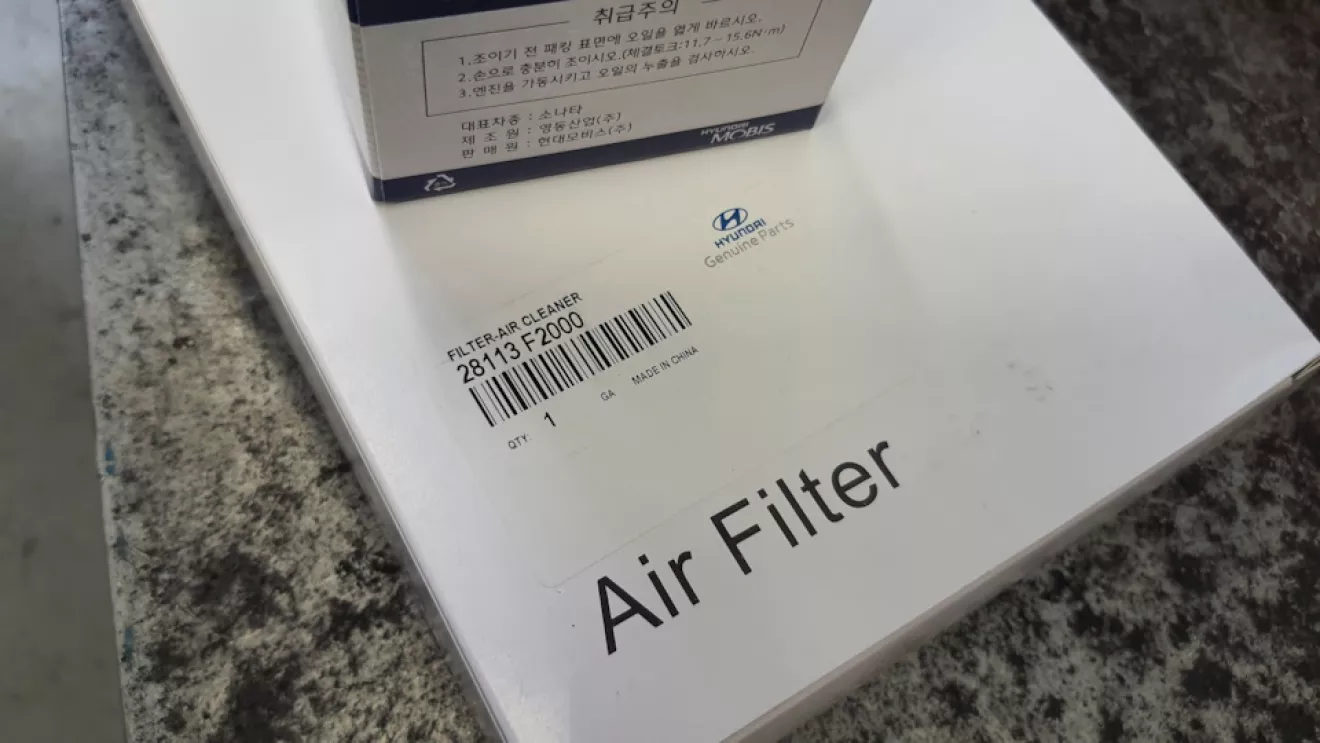 취급주의
1.조이기 전 패킹 표면에 오일을 엷게 바르시오.
2.손으로 충분히 조이시오.(체결토크:11,7~15.6N·m)
3.엔진을 가동시키고 오일의 누출을 검사하시오.
대표차종 : 소나타
제 조 원 : 영동산업(주)
판 매 원 : 현대모비스(주)
HYUNDAI
MOBIS
HYUNDAI
Genuine Parts
FILTER-AIR CLEANER
28113 F2000
QTY: 1 GA MADE IN CHINA
Air Filter